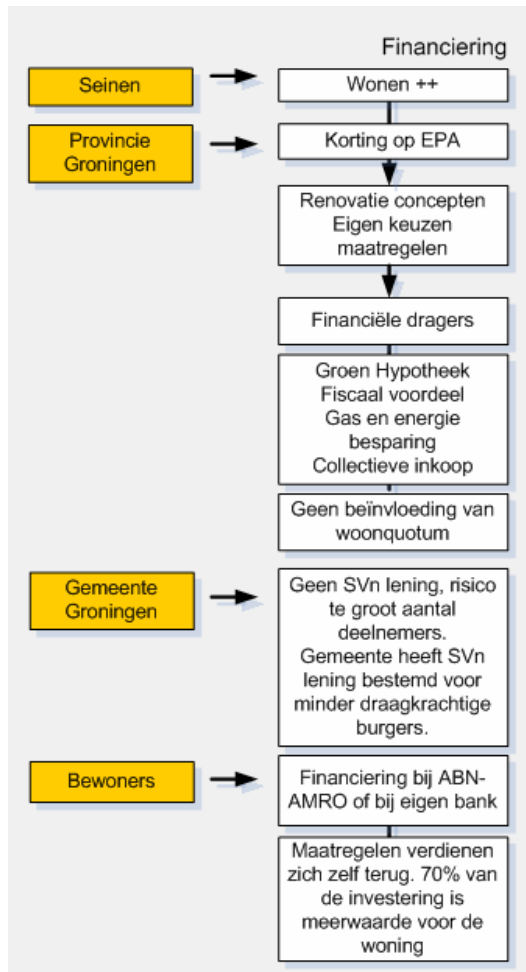 Financiering
Seinen
Wonen ++
Provincie
Groningen
Korting op EPA
Renovatie concepten
Eigen keuzen
maatregelen
Financiële dragers
Groen Hypotheek
Fiscaal voordeel
Gas en energie
besparing
Collectieve inkoop
Geen beïnvloeding van
woonquotum
Gemeente
Groningen
Geen SVn lening, risico
te groot aantal
deelnemers.
Gemeente heeft SVn
lening bestemd voor
minder draagkrachtige
burgers.
Bewoners
Financiering bij ABN-
AMRO of bij eigen bank
Maatregelen verdienen
zich zelf terug. 70% van
de investering is
meerwaarde voor de
woning